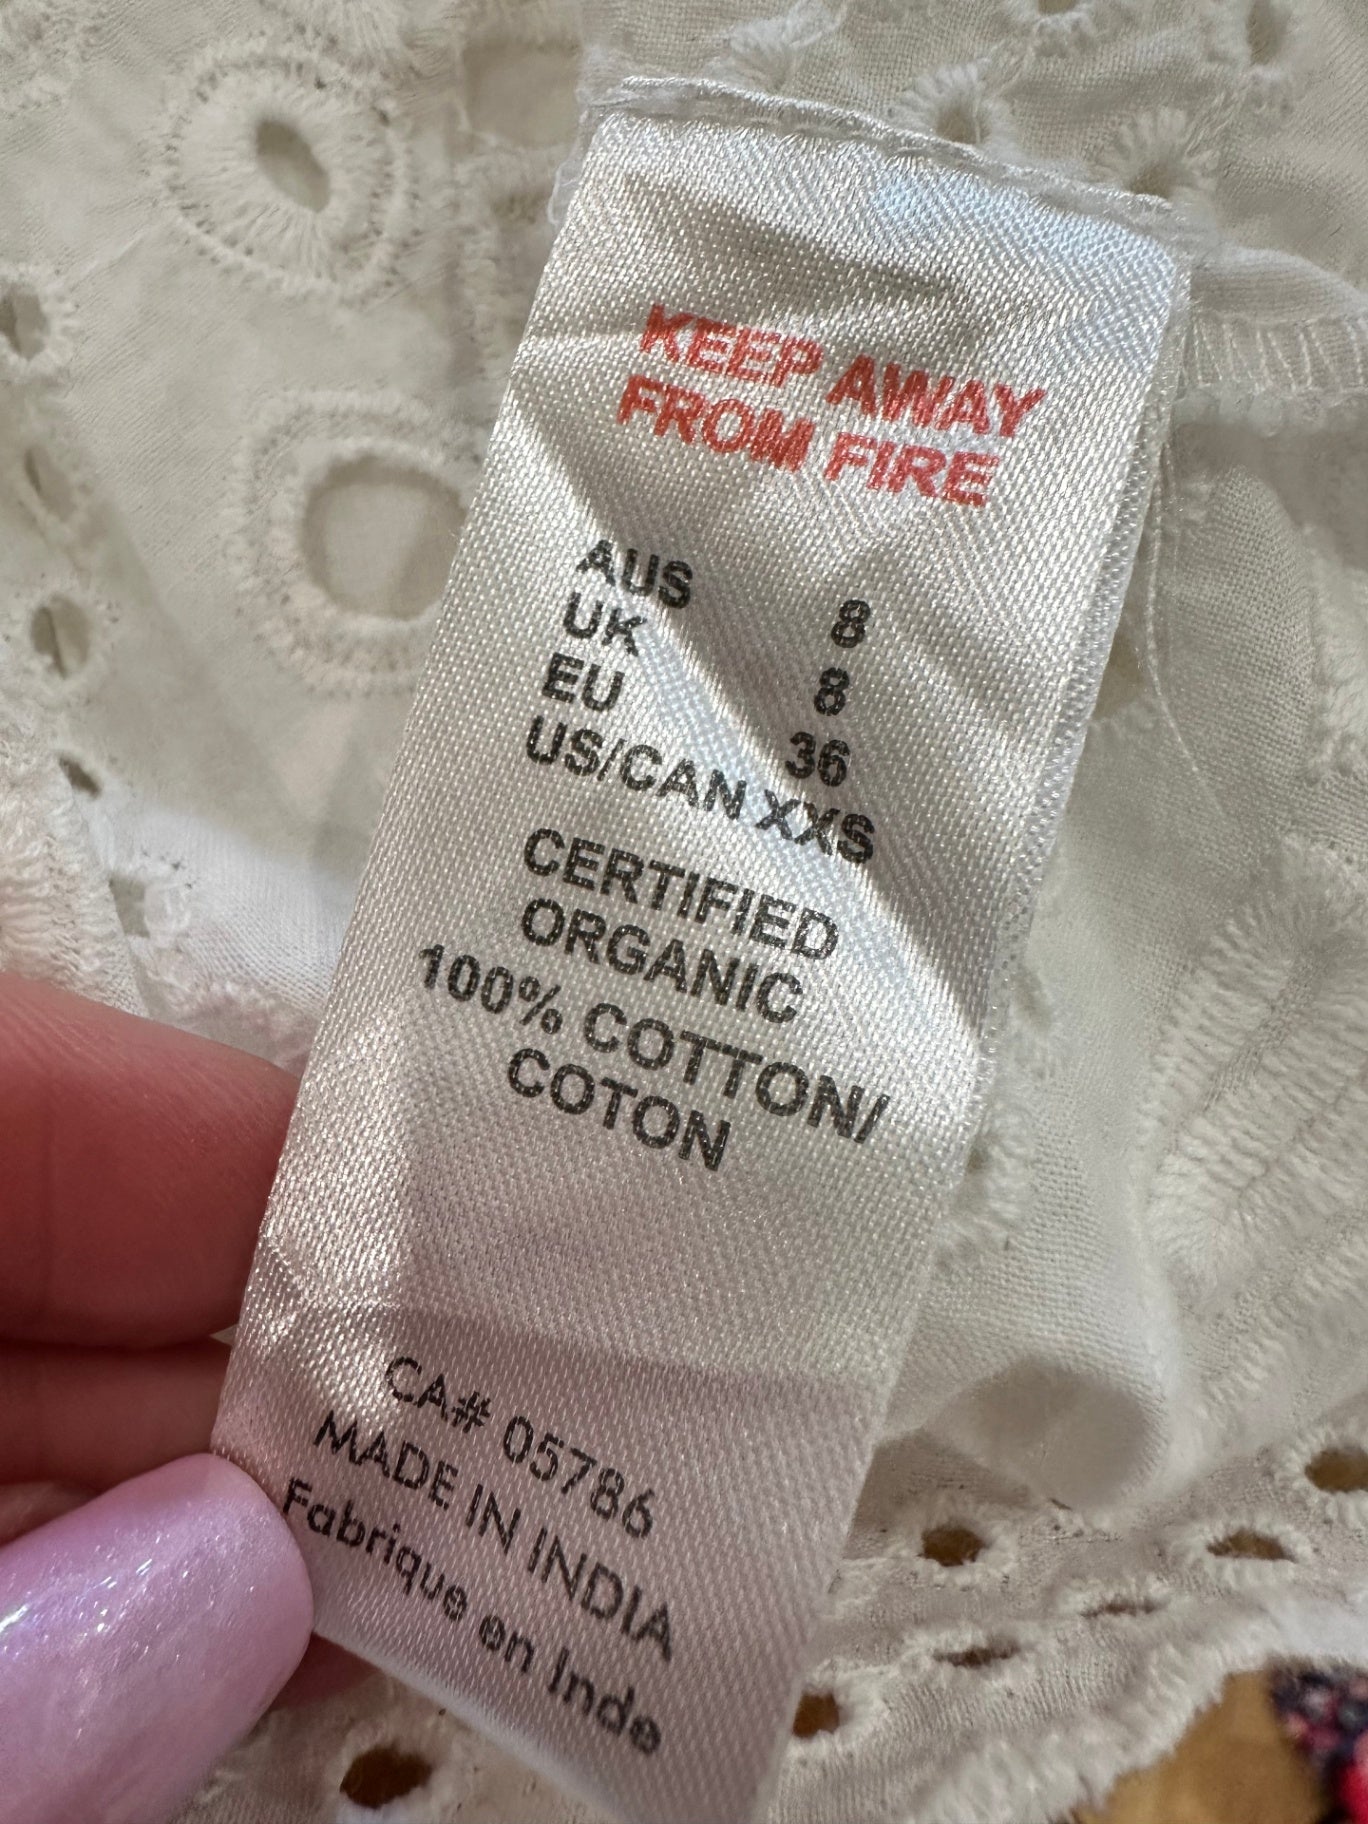 KEEP AWAY
FROM FIRE
AUS 8
UK 8
EU 36
US/CAN XXS
CERTIFIED
ORGANIC
100% COTTON/
COTON
CA# 05786
MADE IN INDIA
Fabrique en Inde